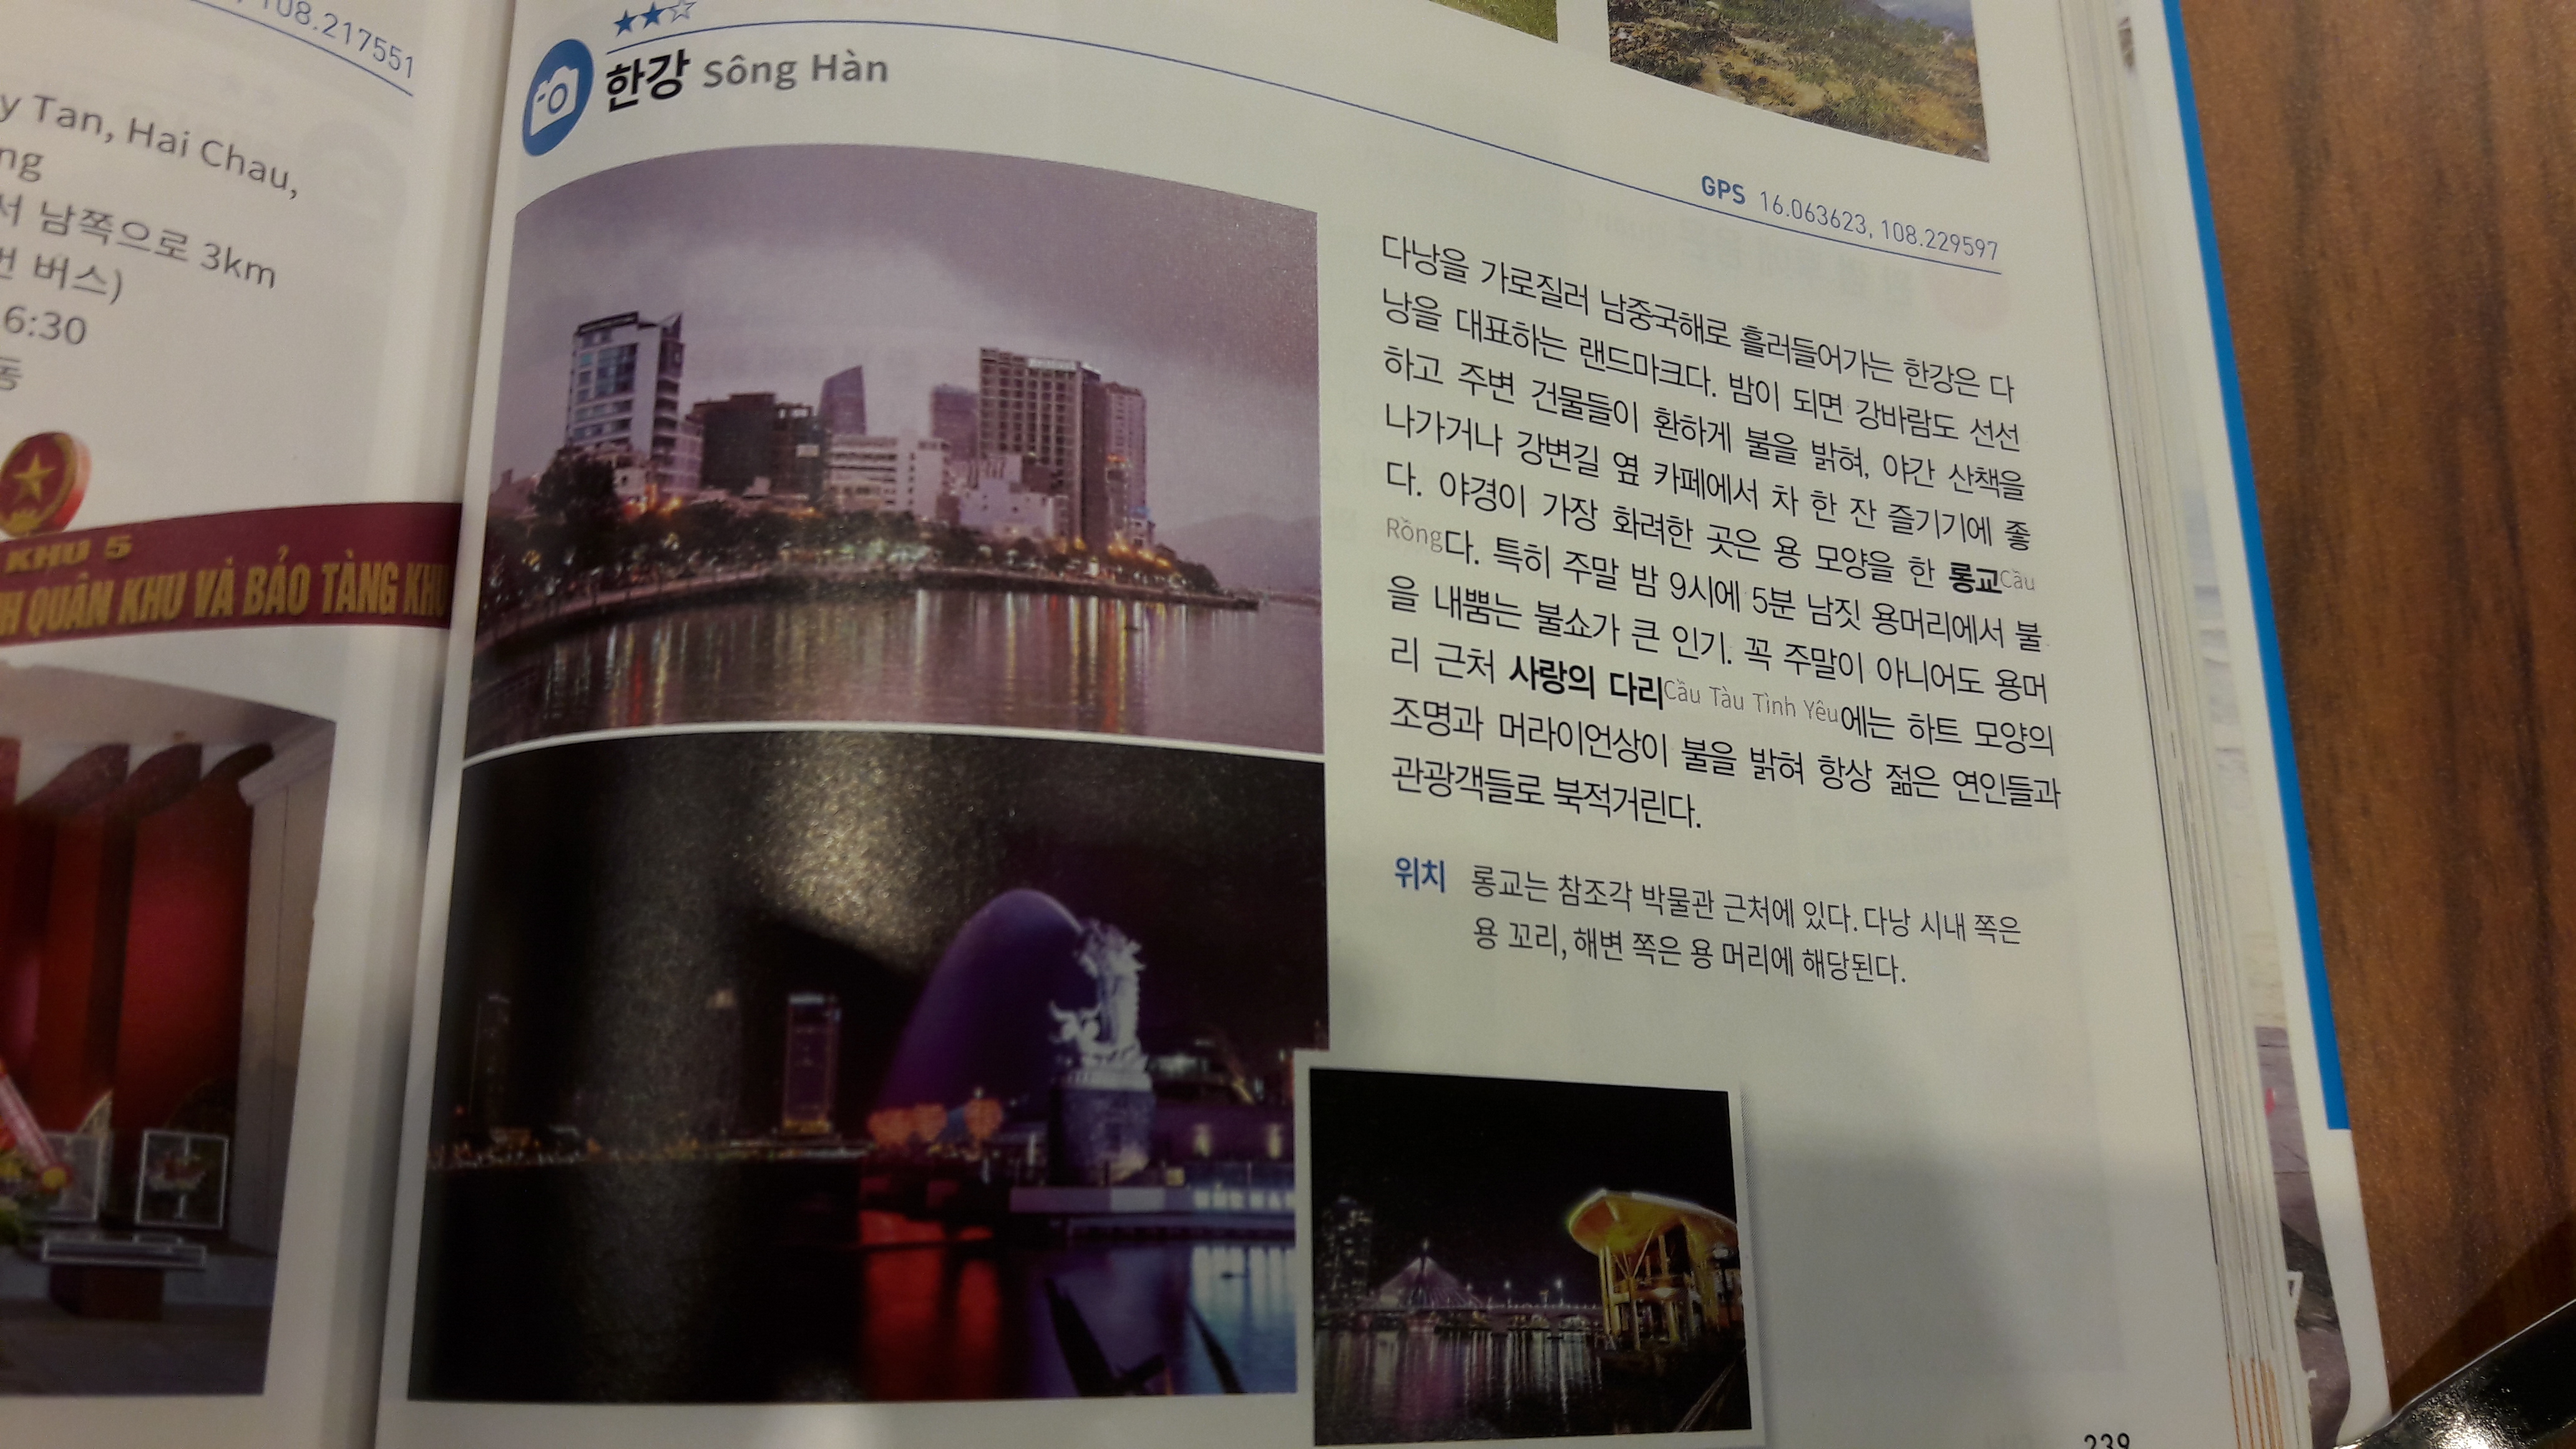 108.217551
Tan, Hai Chau,
남쪽으로 3km
버스)
6:30
KHU 5
QUÂN KHU VÀ BẢO TÀNG
★★☆
한강 Sông Hàn
GPS 16.063623, 108.229597
다낭을 가로질러 남중국해로 흘러들어가는 한강은 다
낭을 대표하는 랜드마크다. 밤이 되면 강바람도 선선
하고 주변 건물들이 환하게 불을 밝혀, 야간 산책을
나가거나 강변길 옆 카페에서 차 한 잔 즐기기에 좋
다. 야경이 가장 화려한 곳은 용 모양을 한 롱교Cầu
Rồng다. 특히 주말 밤 9시에 5분 남짓 용머리에서 불
을 내뿜는 불쇼가 큰 인기. 꼭 주말이 아니어도 용머
리 근처 사랑의 다리Cầu Tàu Tình Yêu에는 하트 모양의
조명과 머라이언상이 불을 밝혀 항상 젊은 연인들과
관광객들로 북적거린다.
위치 롱교는 참조각 박물관 근처에 있다. 다낭 시내 쪽은
용 꼬리, 해변 쪽은 용 머리에 해당된다.
239